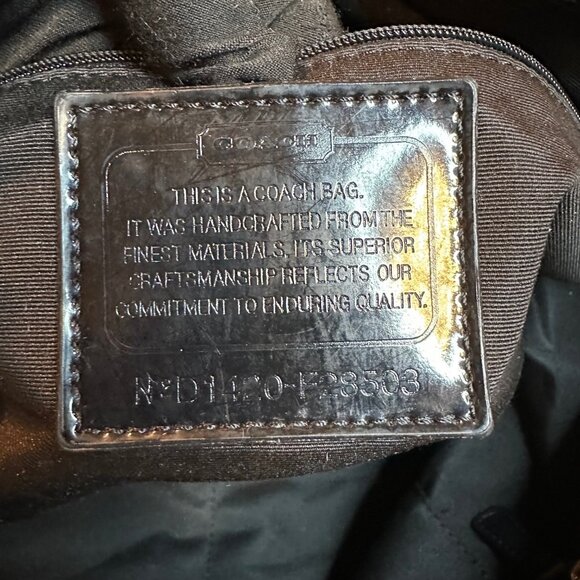 COACH
THIS IS A COACH BAG.
IT WAS HANDCRAFTED FROM THE
FINEST MATERIALS. ITS SUPERIOR
CRAFTSMANSHIP REFLECTS OUR
COMMITMENT TO ENDURING QUALITY.
Nº D1420-F28503